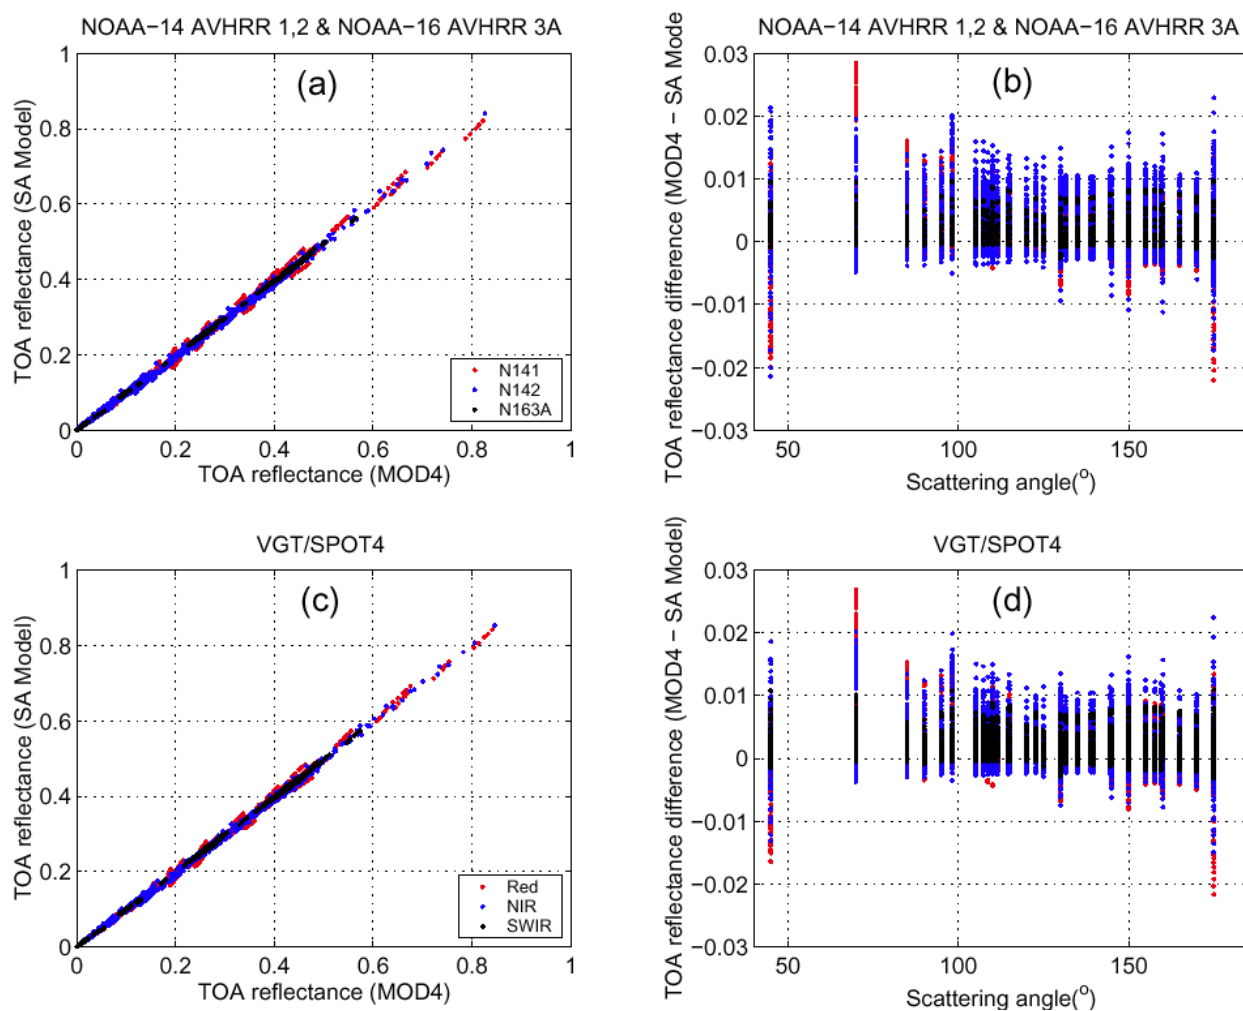 NOAA−14 AVHRR 1,2 & NOAA−16 AVHRR 3A
(a)
TOA reflectance (SA Model)
1
0.8
0.6
0.4
0.2
0
0
0.2
0.4
0.6
0.8
1
TOA reflectance (MOD4)
N141
N142
N163A
NOAA−14 AVHRR 1,2 & NOAA−16 AVHRR 3A
(b)
TOA reflectance difference (MOD4 − SA Mode
0.03
0.02
0.01
0
−0.01
−0.02
−0.03
50
100
150
Scattering angle(o)
VGT/SPOT4
(c)
TOA reflectance (SA Model)
1
0.8
0.6
0.4
0.2
0
0
0.2
0.4
0.6
0.8
1
TOA reflectance (MOD4)
Red
NIR
SWIR
VGT/SPOT4
(d)
TOA reflectance difference (MOD4 − SA Model)
0.03
0.02
0.01
0
−0.01
−0.02
−0.03
50
100
150
Scattering angle(o)